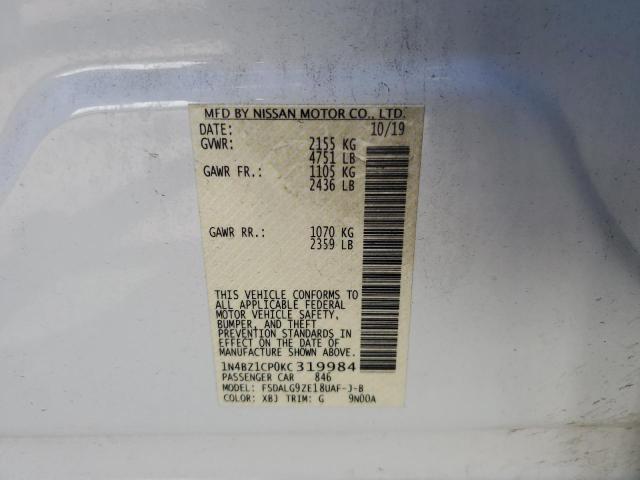 MFD BY NISSAN MOTOR CO., LTD.
DATE: 10/19
GVWR: 2155 KG
4751 LB
GAWR FR.: 1105 KG
2436 LB
GAWR RR.: 1070 KG
2359 LB
THIS VEHICLE CONFORMS TO
ALL APPLICABLE FEDERAL
MOTOR VEHICLE SAFETY,
BUMPER, AND THEFT
PREVENTION STANDARDS
IN EFFECT ON THE DATE OF
MANUFACTURE SHOWN ABOVE.
1N4BZ1CP0KC 319984
PASSENGER CAR 846
MODEL: FSDALG9ZE18UAF-J-B
COLOR: XBJ TRIM: G 9N00A